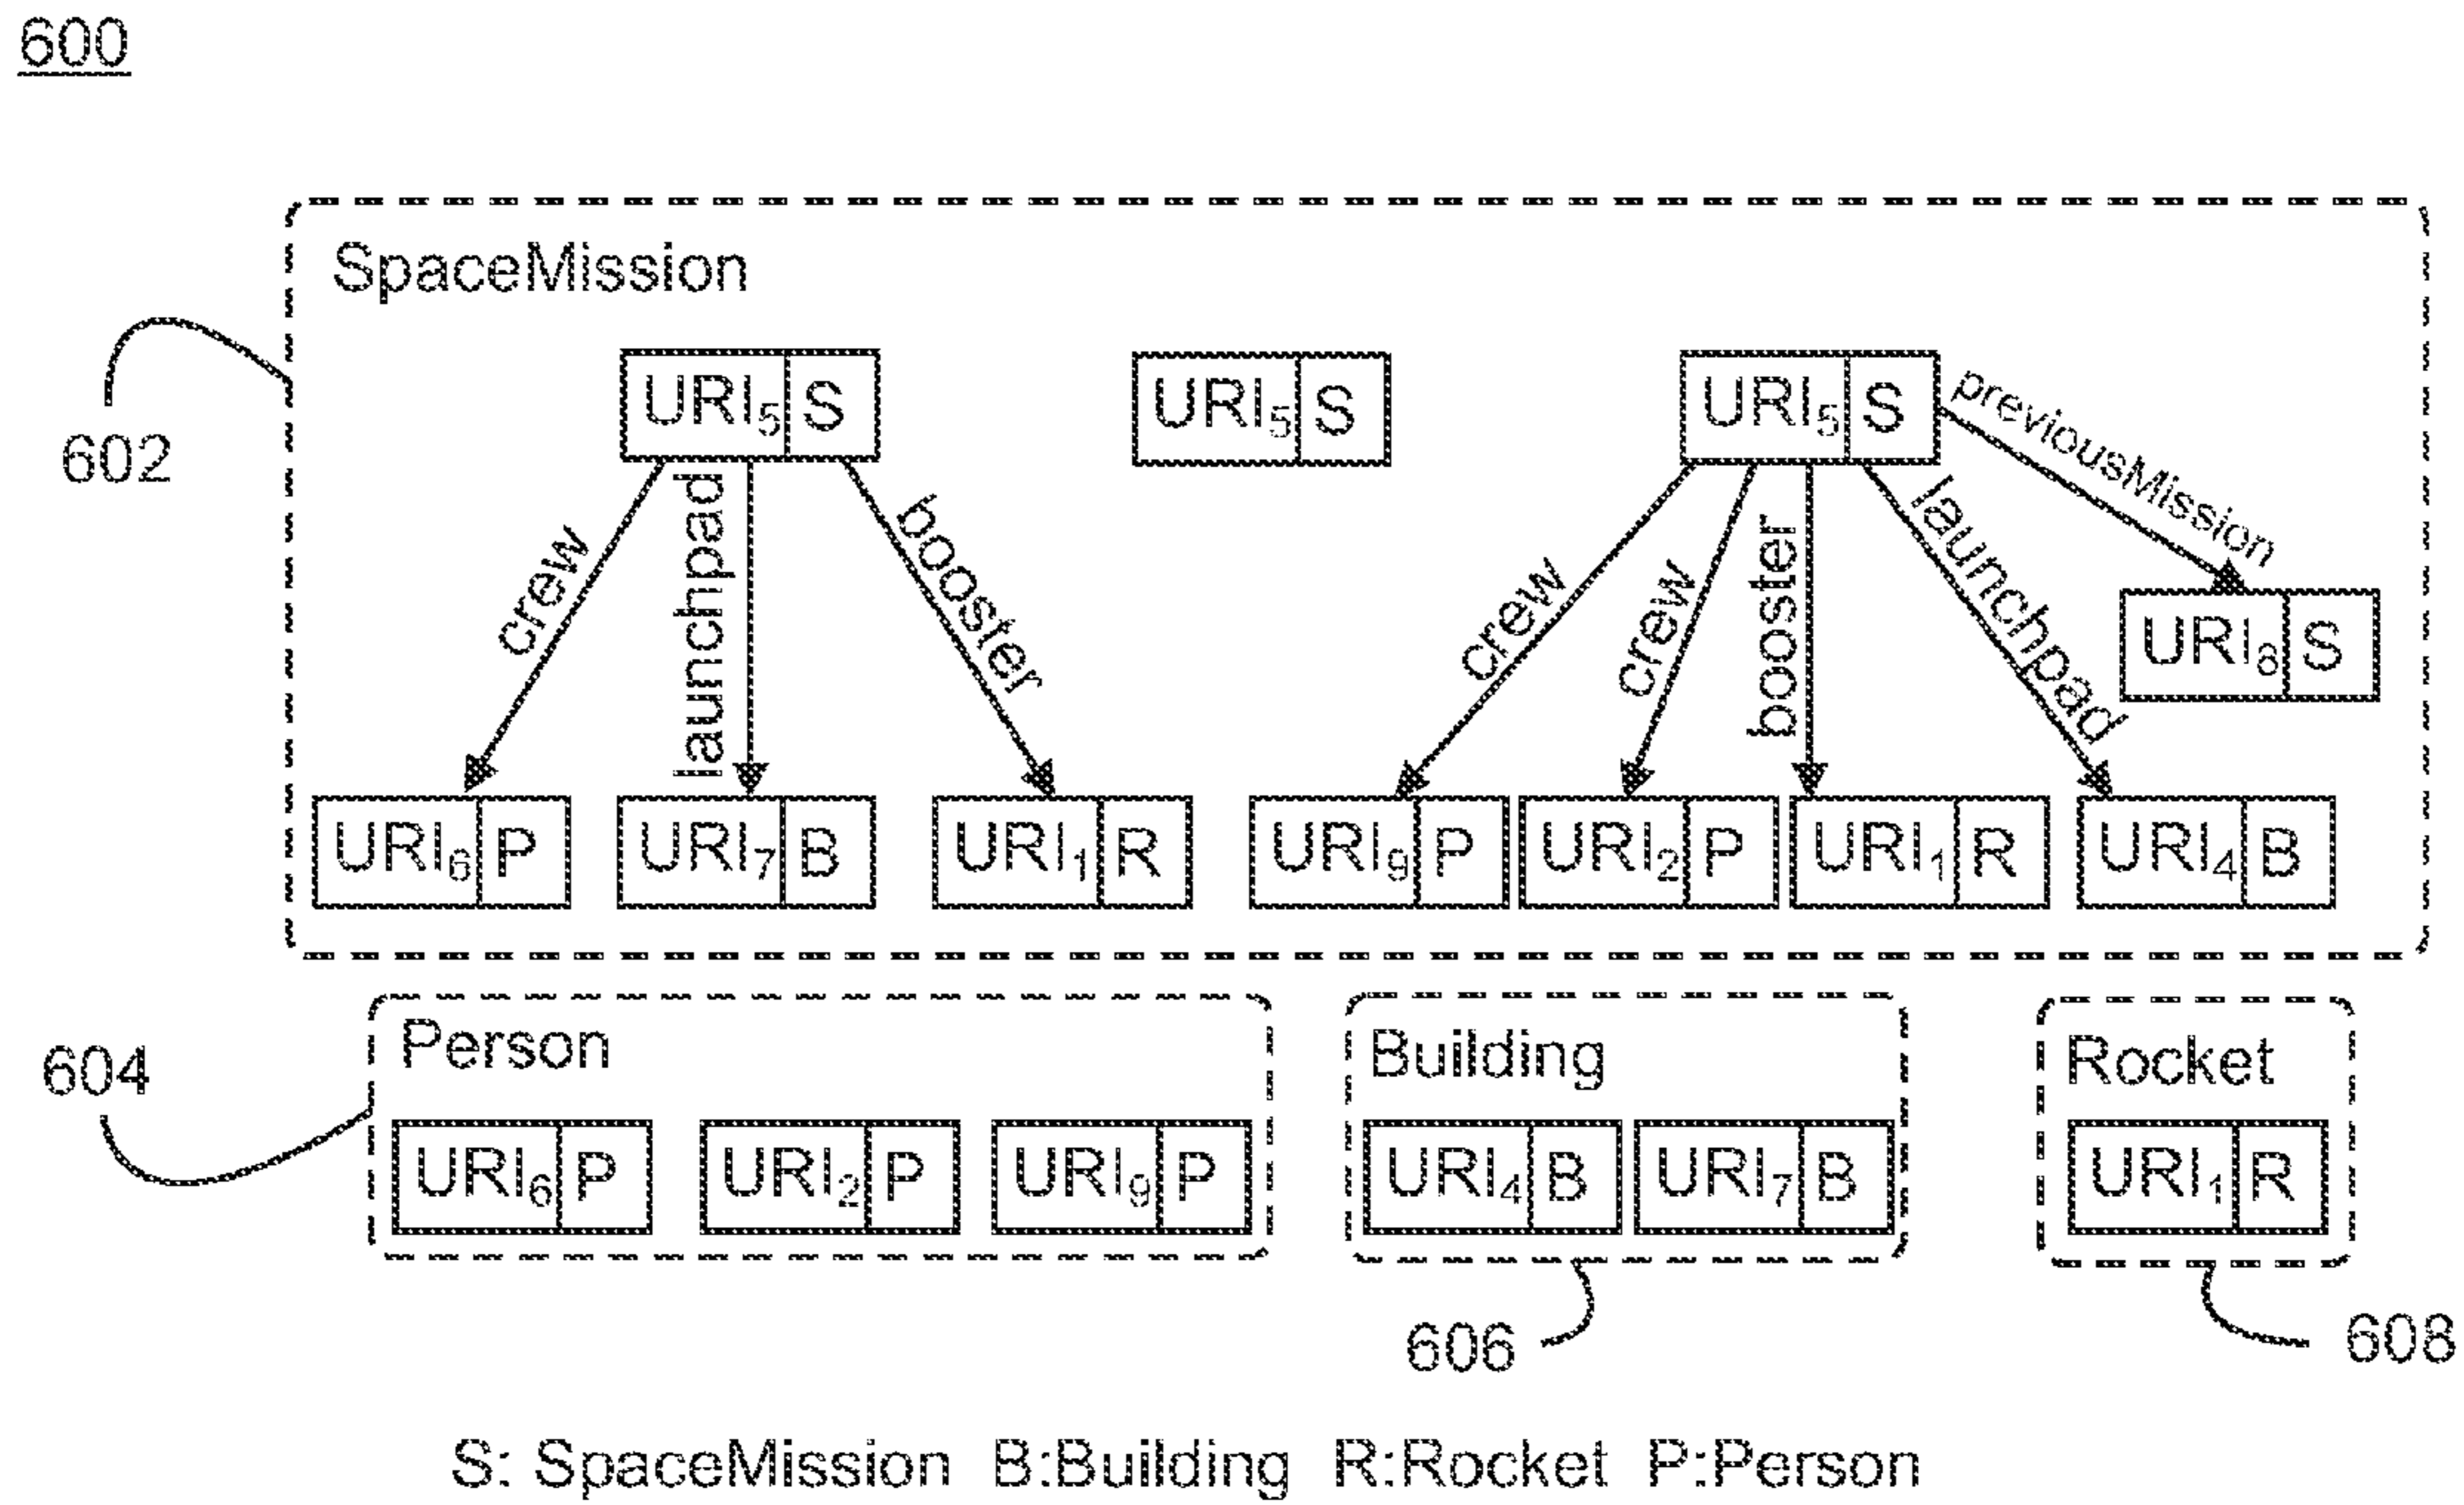 600
SpaceMission
602
URI5 S
URI5 S
URI5 S
previousMission
crew
launchpad
booster
crew
crew
booster
launchpad
URI8 S
URI6 P
URI7 B
URI1 R
URI9 P
URI2 P
URI1 R
URI4 B
604
Person
URI6 P
URI2 P
URI9 P
Building
URI4 B
URI7 B
Rocket
URI1 R
606
608
S: SpaceMission B:Building R:Rocket P:Person